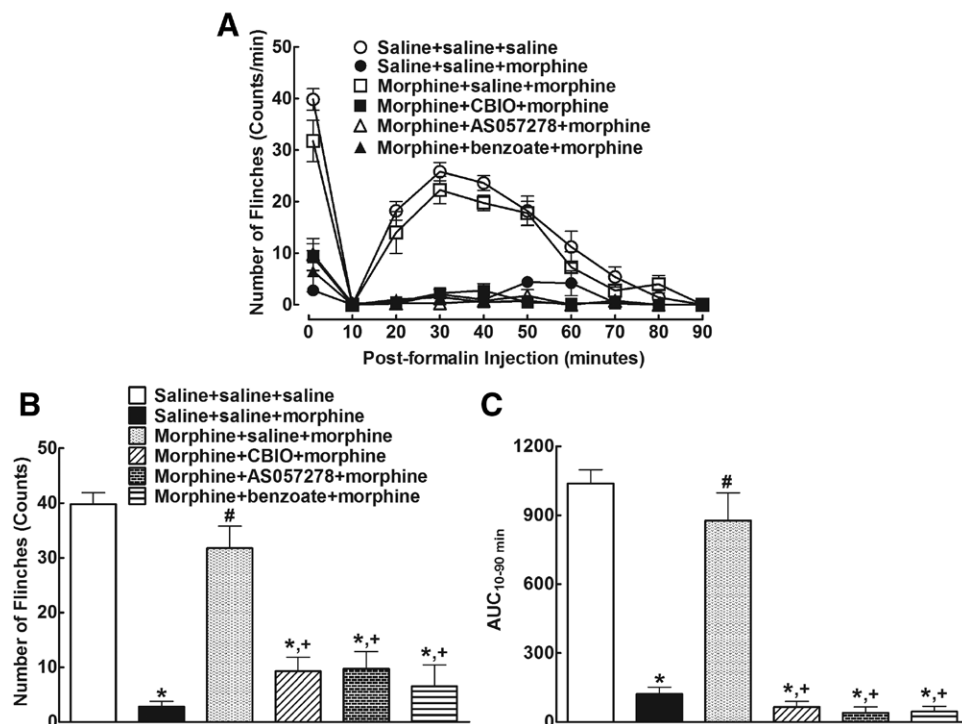 A
Number of Flinches (Counts/min)
50
40
30
20
10
0
Saline+saline+saline
Saline+saline+morphine
Morphine+saline+morphine
Morphine+CBIO+morphine
Morphine+AS057278+morphine
Morphine+benzoate+morphine
0 10 20 30 40 50 60 70 80 90
Post-formalin Injection (minutes)
B
Saline+saline+saline
Saline+saline+morphine
Morphine+saline+morphine
Morphine+CBIO+morphine
Morphine+AS057278+morphine
Morphine+benzoate+morphine
Number of Flinches (Counts)
50
40
30
20
10
0
*
#
*,+
*,+
*,+
C
AUC10-90 min
1200
900
600
300
0
*
#
*,+
*,+
*,+